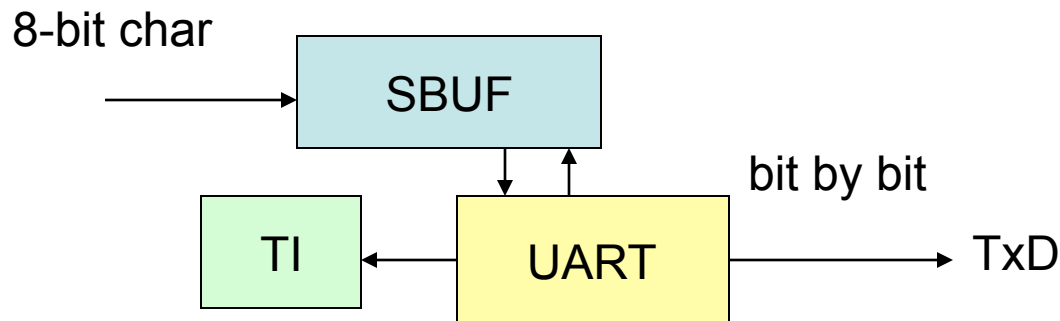 8-bit char
SBUF
bit by bit
TI
UART
TxD